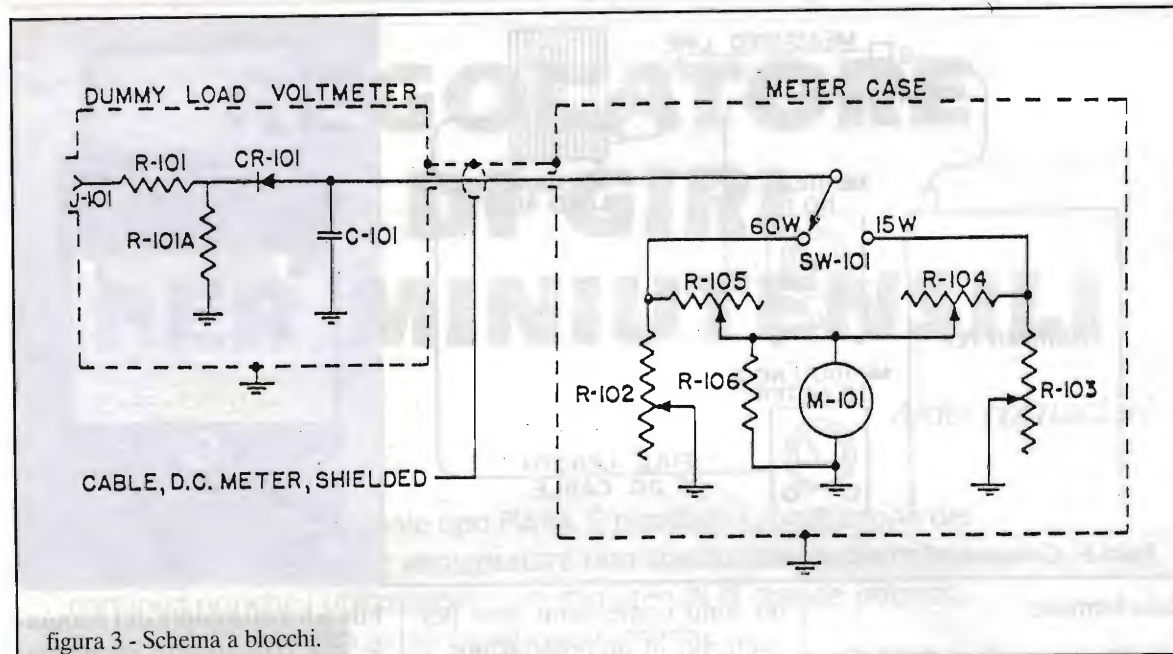 DUMMY LOAD VOLTMETER
METER CASE
R-101
CR-101
J-101
R-101A
C-101
60W
15W
SW-101
R-105
R-104
R-102
R-106
M-101
R-103
CABLE, D.C. METER, SHIELDED
figura 3 - Schema a blocchi.